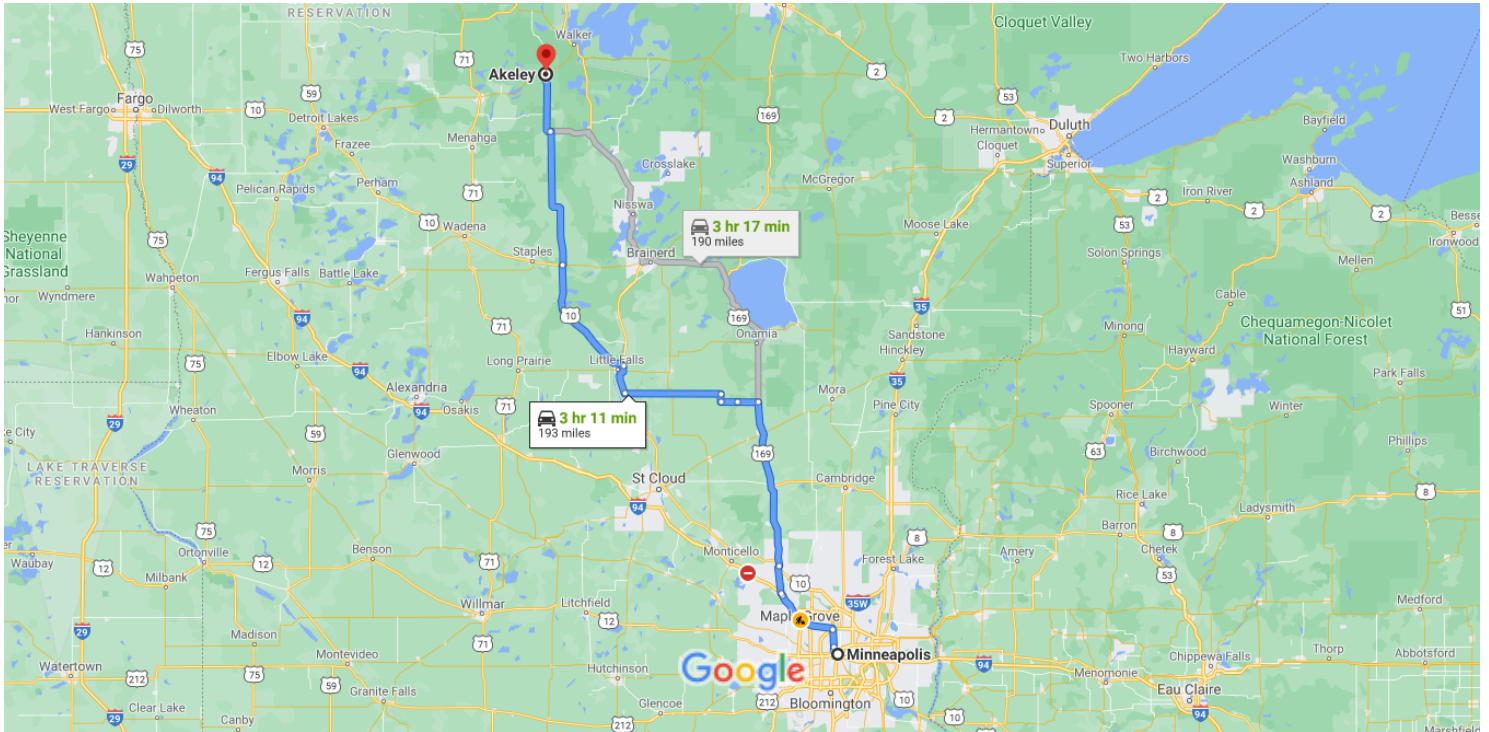 RESERVATION
Cloquet Valley
75
71
Walker
Two Harbors
Akeley
2
2
Fargo
West Fargo
Dilworth
10
59
Detroit Lakes
71
169
2
53
Hermantown
Duluth
Cloquet
Bayfield
Frazee
Menahga
Superior
Washburn
29
94
Pelican Rapids
Perham
71
Crosslake
McGregor
2
Iron River
Ashland
2
2
Nisswa
Sheyenne
National
Grassland
75
10
Wadena
3 hr 17 min
190 miles
Moose Lake
53
Besse
Ironwood
Staples
Brainerd
Solon Springs
Mellen
Wahpeton
Fergus Falls
Battle Lake
Wyndmere
94
10
169
35
Cable
51
Hankinson
71
Onamia
Sandstone
Minong
Chequamegon-Nicolet
National Forest
75
Elbow Lake
94
Long Prairie
Little Falls
Hinckley
Hayward
Park Falls
Alexandria
94
Osakis
71
Mora
35
Pine City
Spooner
Winter
29
Wheaton
3 hr 11 min
193 miles
59
63
Phillips
LAKE TRAVERSE
RESERVATION
Glenwood
Morris
169
Birchwood
St Cloud
Cambridge
94
Rice Lake
8
Ladysmith
75
8
Barron
Ortonville
12
Benson
Monticello
Forest Lake
Amery
Chetek
Waubay
12
Milbank
53
10
35W
Willmar
Litchfield
12
Maple Grove
Medford
29
Madison
71
Minneapolis
Montevideo
Watertown
212
75
59
Hutchinson
Google
94
Menomonie
Chippewa Falls
Thorp
Abbotsford
Granite Falls
Glencoe
212
Bloomington
10
Eau Claire
Clear Lake
29
Canby
212
10
94